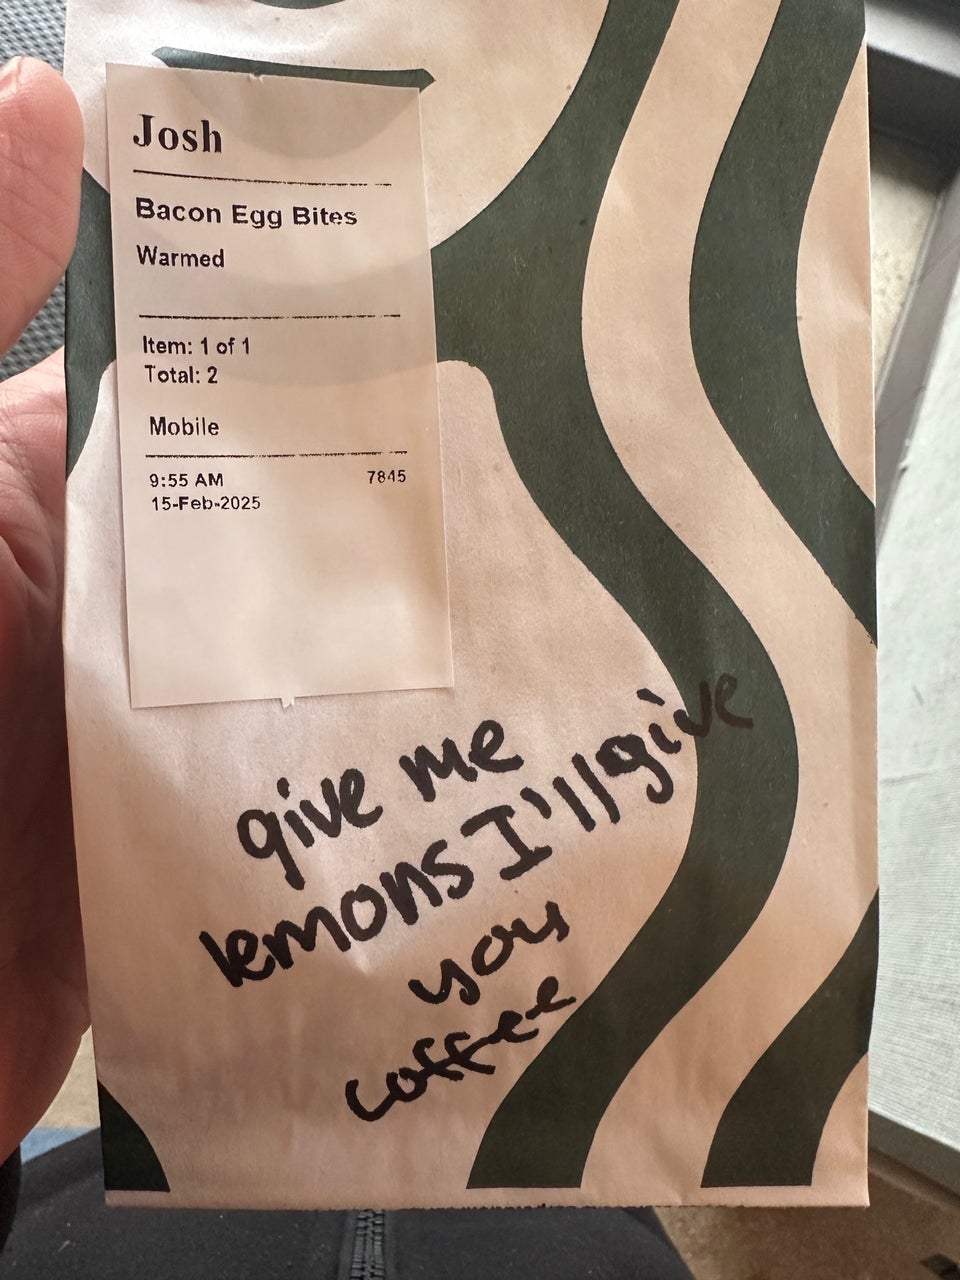 Josh
Bacon Egg Bites
Warmed
Item: 1 of 1
Total: 2
Mobile
9:55 AM 7845
15-Feb-2025
give me
lemons I'll give
you
coffee